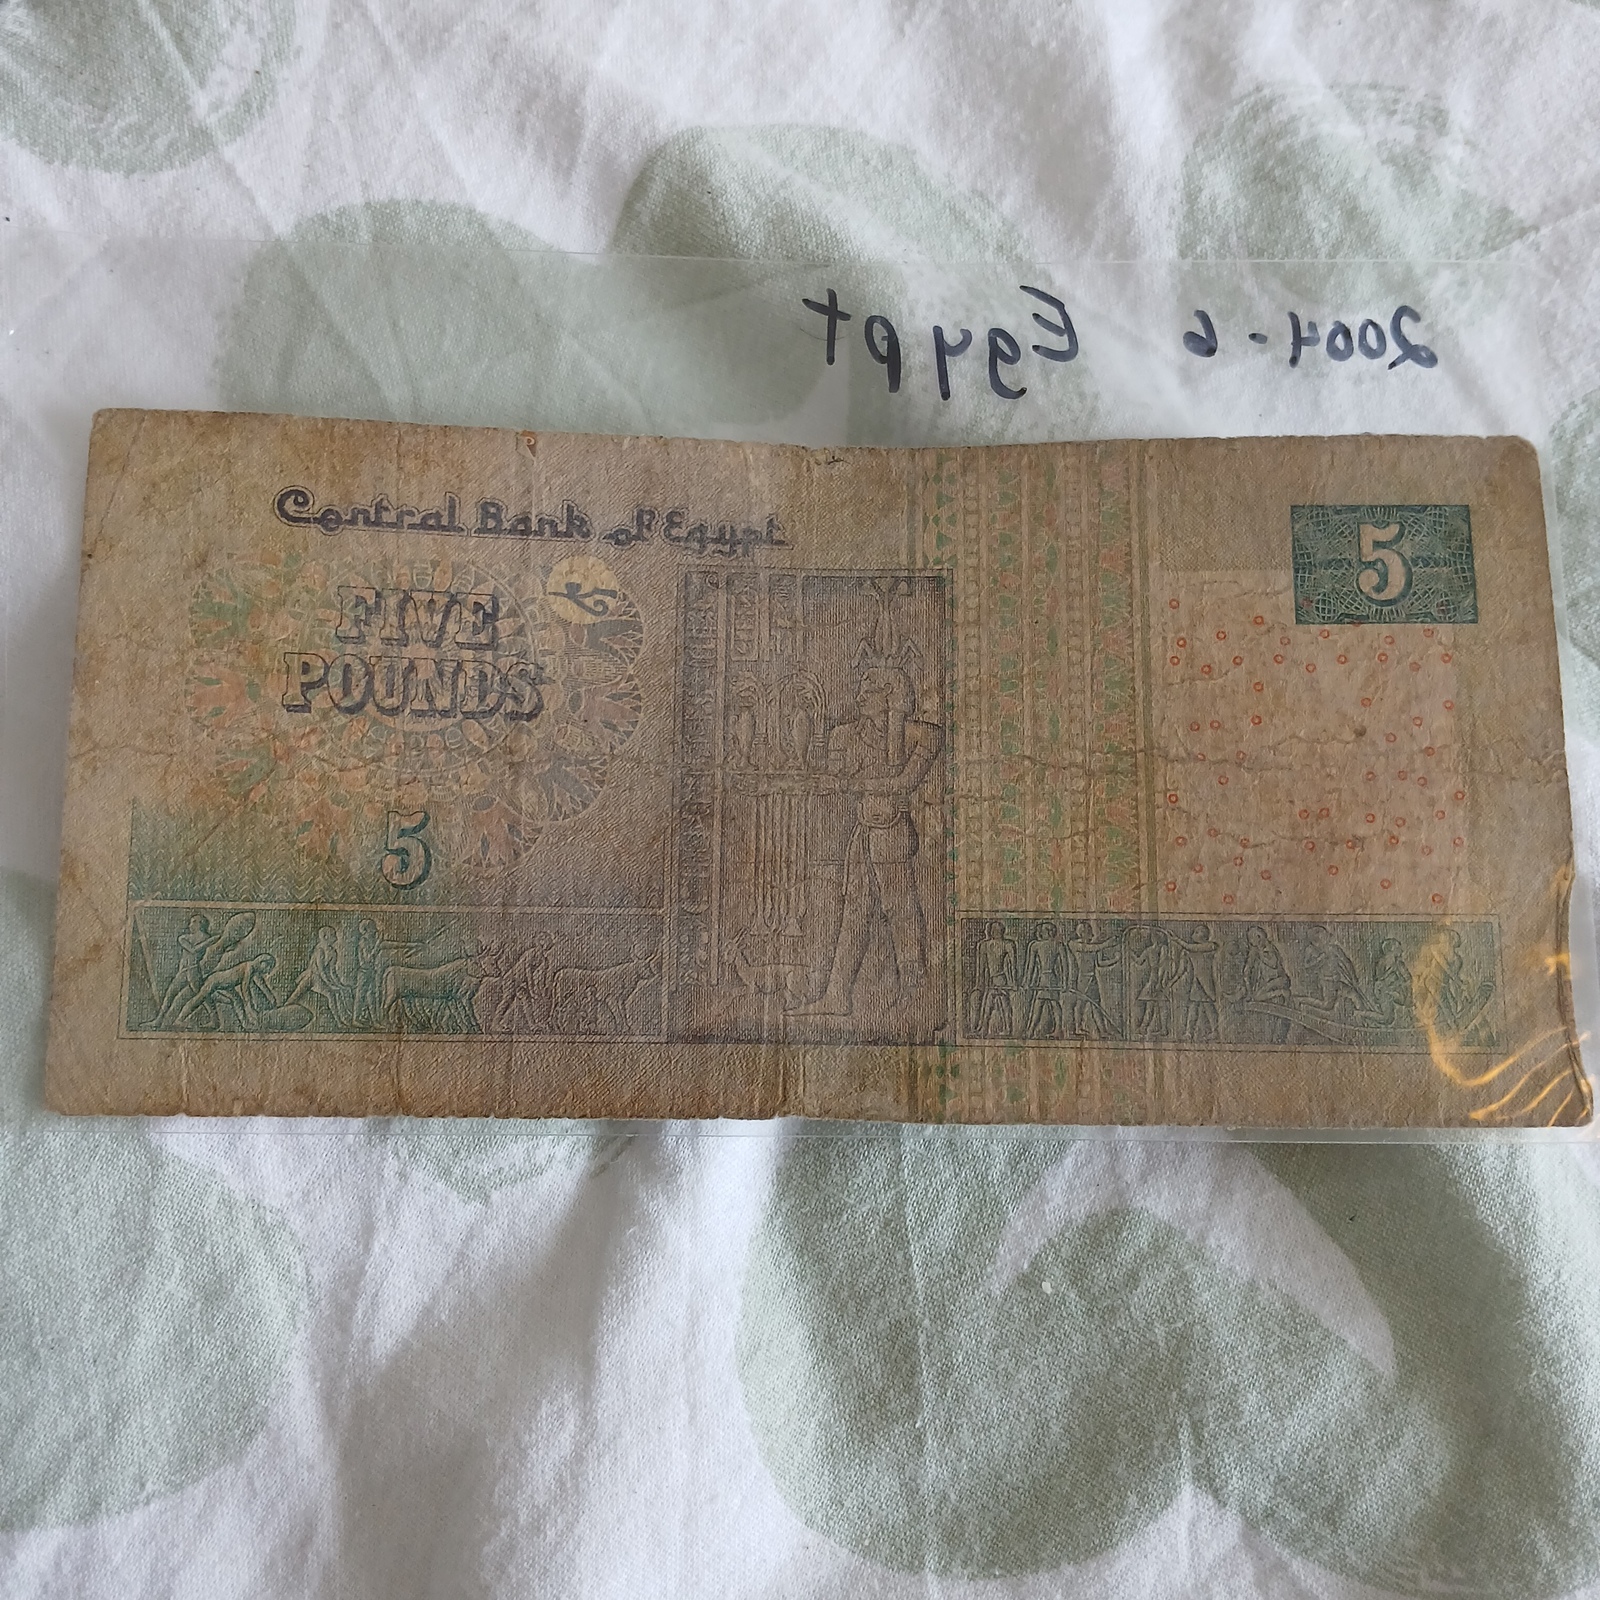 2004-6 Egypt
Central Bank of Egypt
5
FIVE
POUNDS
5